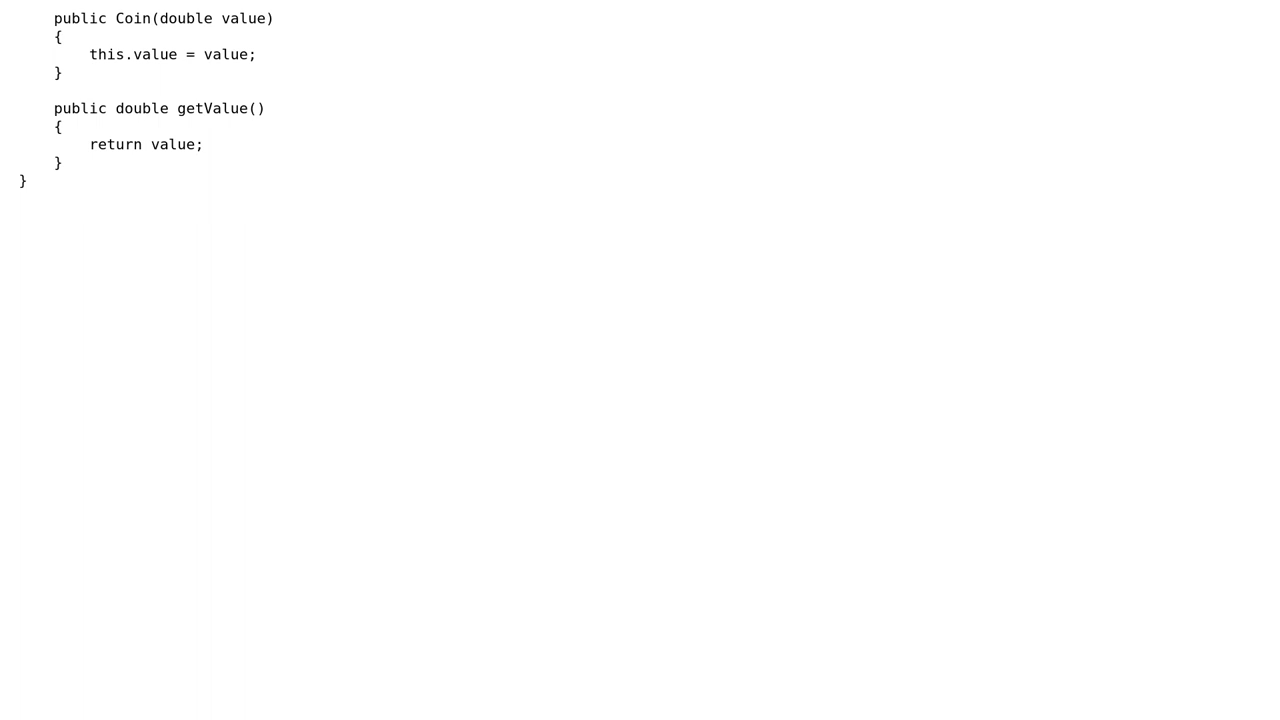 public Coin(double value)
    {
        this.value = value;
    }

    public double getValue()
    {
        return value;
    }
}